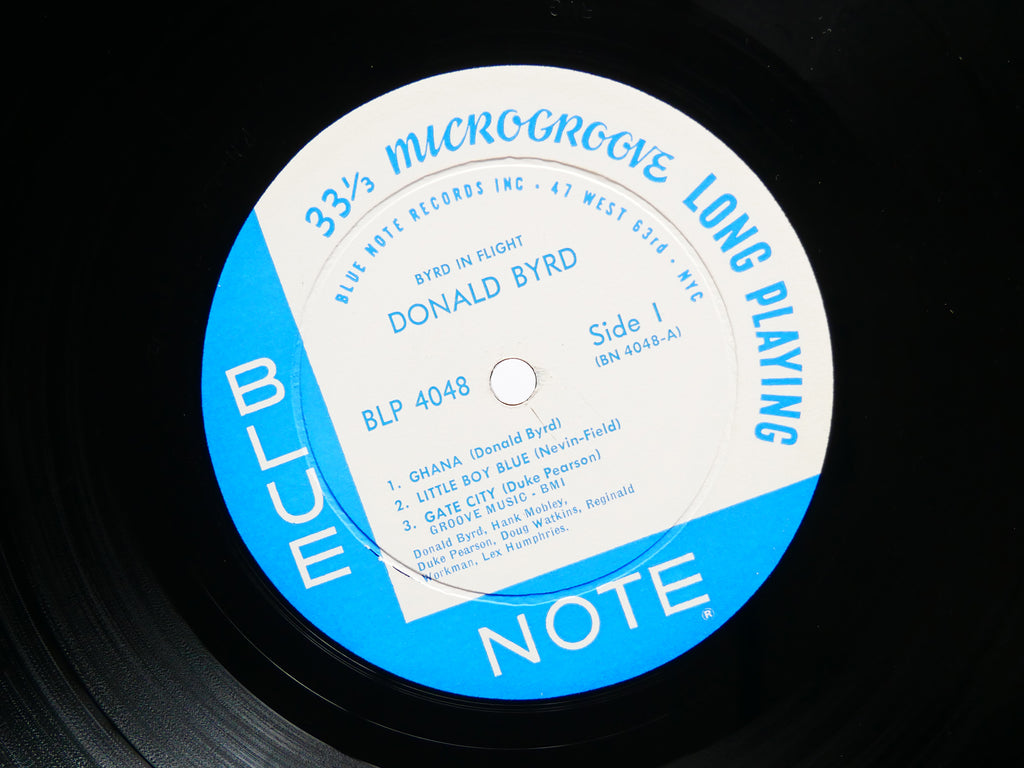 33⅓ MICROGROOVE LONG PLAYING
BLUE NOTE RECORDS INC · 47 WEST 63rd · NYC
BYRD IN FLIGHT
DONALD BYRD
Side 1
(BN 4048-A)
BLP 4048
1. GHANA (Donald Byrd)
2. LITTLE BOY BLUE (Nevin-Field)
3. GATE CITY (Duke Pearson)
GROOVE MUSIC - BMI
Donald Byrd, Hank Mobley,
Duke Pearson, Doug Watkins, Reginald
Workman, Lex Humphries.
BLUE
NOTE®